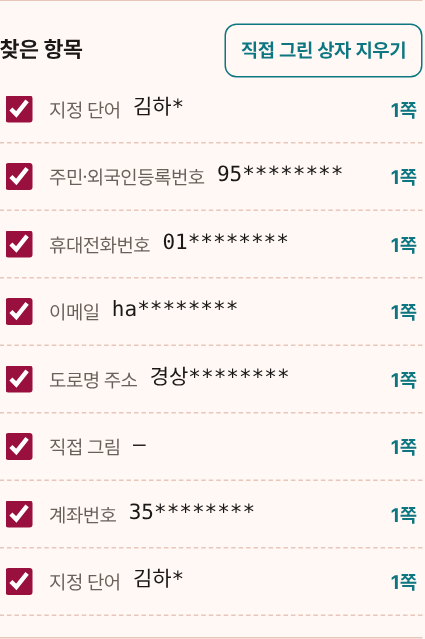 찾은 항목 직접 그린 상자 지우기
지정 단어 김하* 1쪽
주민·외국인등록번호 95******** 1쪽
휴대전화번호 01******** 1쪽
이메일 ha******** 1쪽
도로명 주소 경상******** 1쪽
직접 그림 — 1쪽
계좌번호 35******** 1쪽
지정 단어 김하* 1쪽